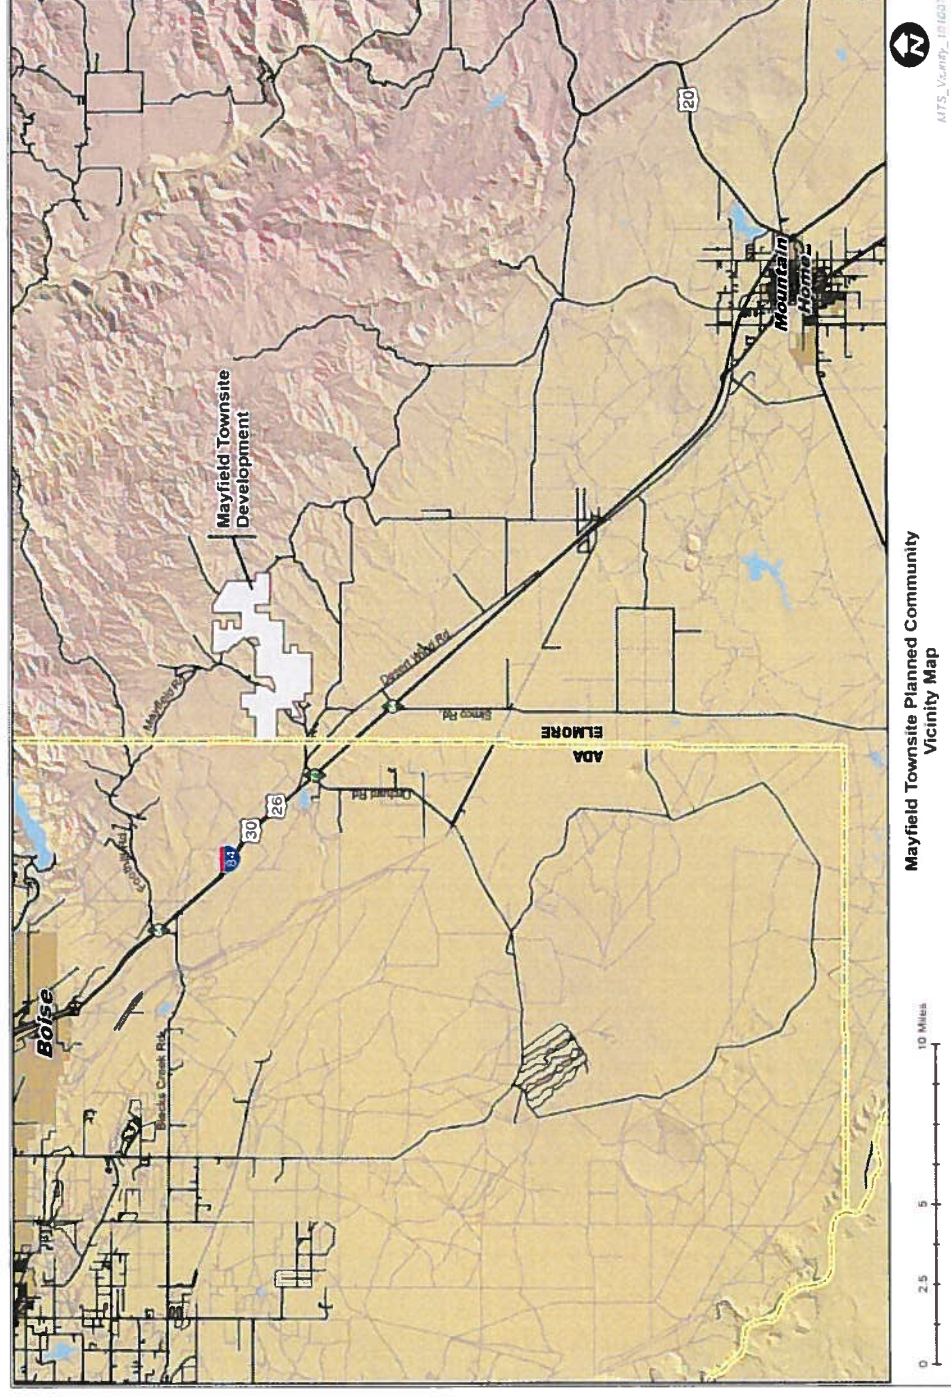 Boise
Blacks Creek Rd
84
30
26
Mayfield Rd
Mayfield Townsite
Development
Orchard Rd
ADA
ELMORE
Simco Rd
Desert Wind Rd
Mountain
Home
20
N
0
2.5
5
10 Miles
Mayfield Townsite Planned Community
Vicinity Map